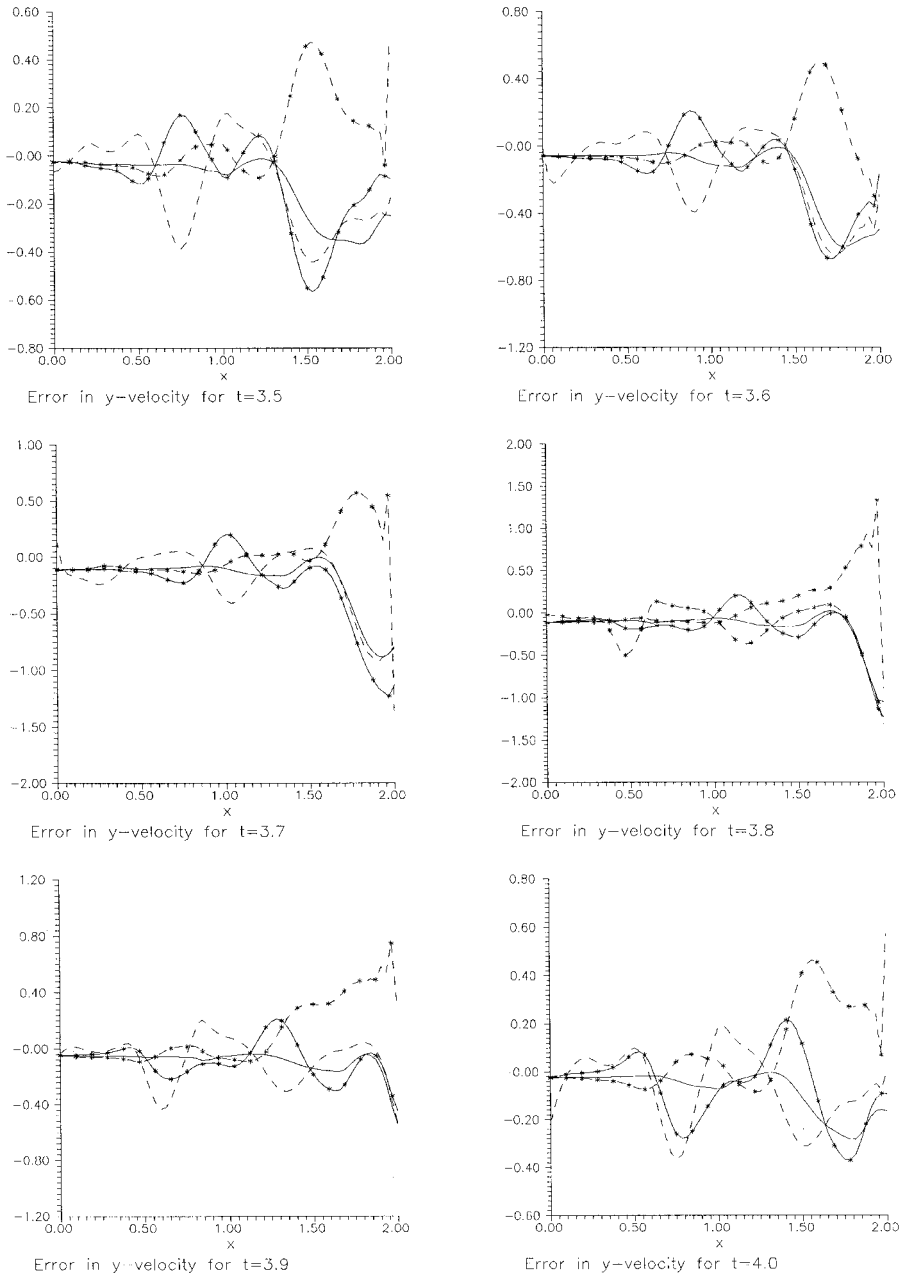 0.60
0.40
0.20
-0.00
-0.20
-0.40
-0.60
-0.80
0.00 0.50 1.00 1.50 2.00
x
Error in y-velocity for t=3.5
0.80
0.40
-0.00
-0.40
-0.80
-1.20
0.00 0.50 1.00 1.50 2.00
x
Error in y-velocity for t=3.6
1.00
0.50
0.00
-0.50
-1.00
-1.50
-2.00
0.00 0.50 1.00 1.50 2.00
x
Error in y-velocity for t=3.7
2.00
1.50
1.00
0.50
-0.00
-0.50
-1.00
-1.50
-2.00
0.00 0.50 1.00 1.50 2.00
x
Error in y-velocity for t=3.8
1.20
0.80
0.40
-0.00
-0.40
-0.80
-1.20
0.00 0.50 1.00 1.50 2.00
x
Error in y-velocity for t=3.9
0.80
0.60
0.40
0.20
-0.00
-0.20
-0.40
-0.60
0.00 0.50 1.00 1.50 2.00
x
Error in y-velocity for t=4.0